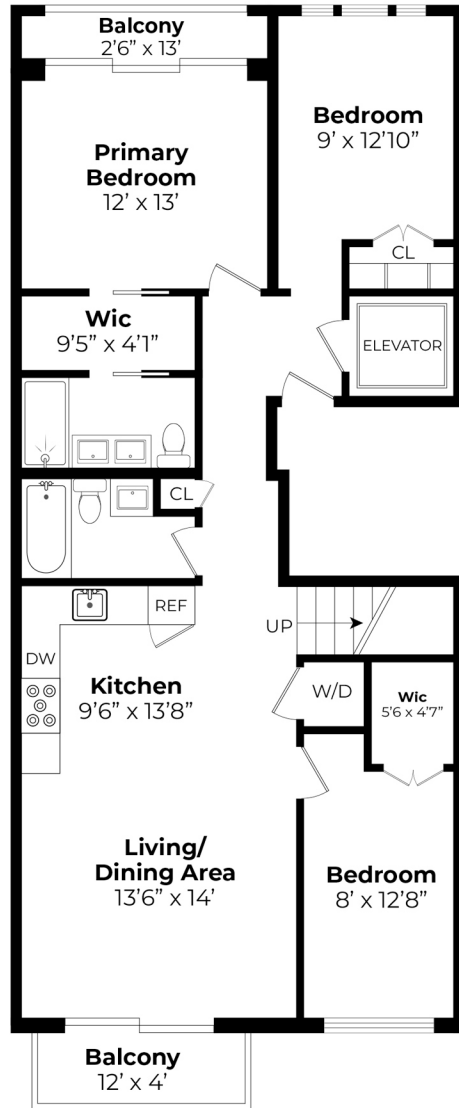 Balcony
2’6” x 13’
Bedroom
9’ x 12’10”
Primary
Bedroom
12’ x 13’
CL
Wic
9’5” x 4’1”
ELEVATOR
CL
REF
UP
DW
Kitchen
9’6” x 13’8”
W/D
Wic
5’6 x 4’7”
Living/
Dining Area
13’6” x 14’
Bedroom
8’ x 12’8”
Balcony
12’ x 4’